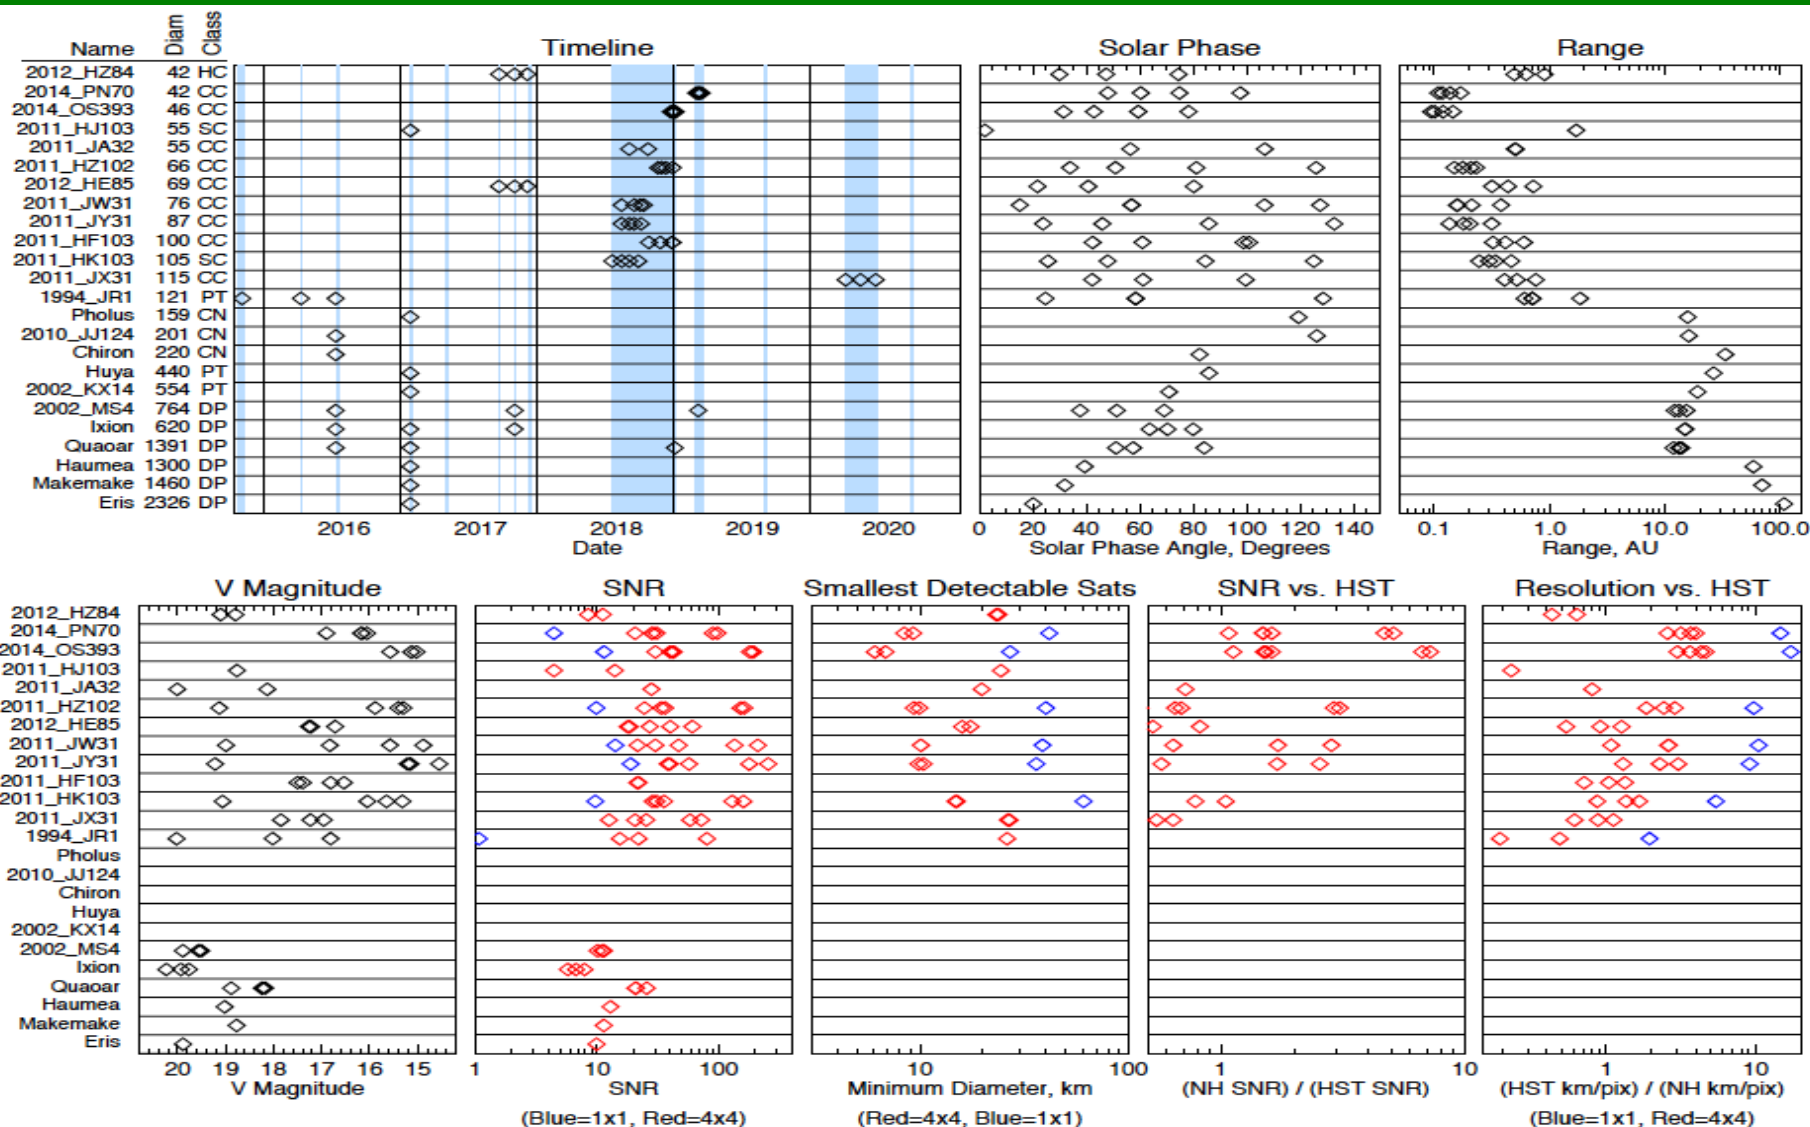 Name Diam Class Timeline Solar Phase Range
2012_HZ84 42 HC
2014_PN70 42 CC
2014_OS393 46 CC
2011_HJ103 55 SC
2011_JA32 55 CC
2011_HZ102 66 CC
2012_HE85 69 CC
2011_JW31 76 CC
2011_JY31 87 CC
2011_HF103 100 CC
2011_HK103 105 SC
2011_JX31 115 CC
1994_JR1 121 PT
Pholus 159 CN
2010_JJ124 201 CN
Chiron 220 CN
Huya 440 PT
2002_KX14 554 PT
2002_MS4 764 DP
Ixion 620 DP
Quaoar 1391 DP
Haumea 1300 DP
Makemake 1460 DP
Eris 2326 DP
2016 2017 2018 2019 2020 0 20 40 60 80 100 120 140 0.1 1.0 10.0 100.0
Date Solar Phase Angle, Degrees Range, AU
V Magnitude SNR Smallest Detectable Sats SNR vs. HST Resolution vs. HST
2012_HZ84
2014_PN70
2014_OS393
2011_HJ103
2011_JA32
2011_HZ102
2012_HE85
2011_JW31
2011_JY31
2011_HF103
2011_HK103
2011_JX31
1994_JR1
Pholus
2010_JJ124
Chiron
Huya
2002_KX14
2002_MS4
Ixion
Quaoar
Haumea
Makemake
Eris
20 19 18 17 16 15 1 10 100 10 100 1 10 1 10
V Magnitude SNR Minimum Diameter, km (NH SNR) / (HST SNR) (HST km/pix) / (NH km/pix)
(Blue=1x1, Red=4x4) (Red=4x4, Blue=1x1) (Blue=1x1, Red=4x4)